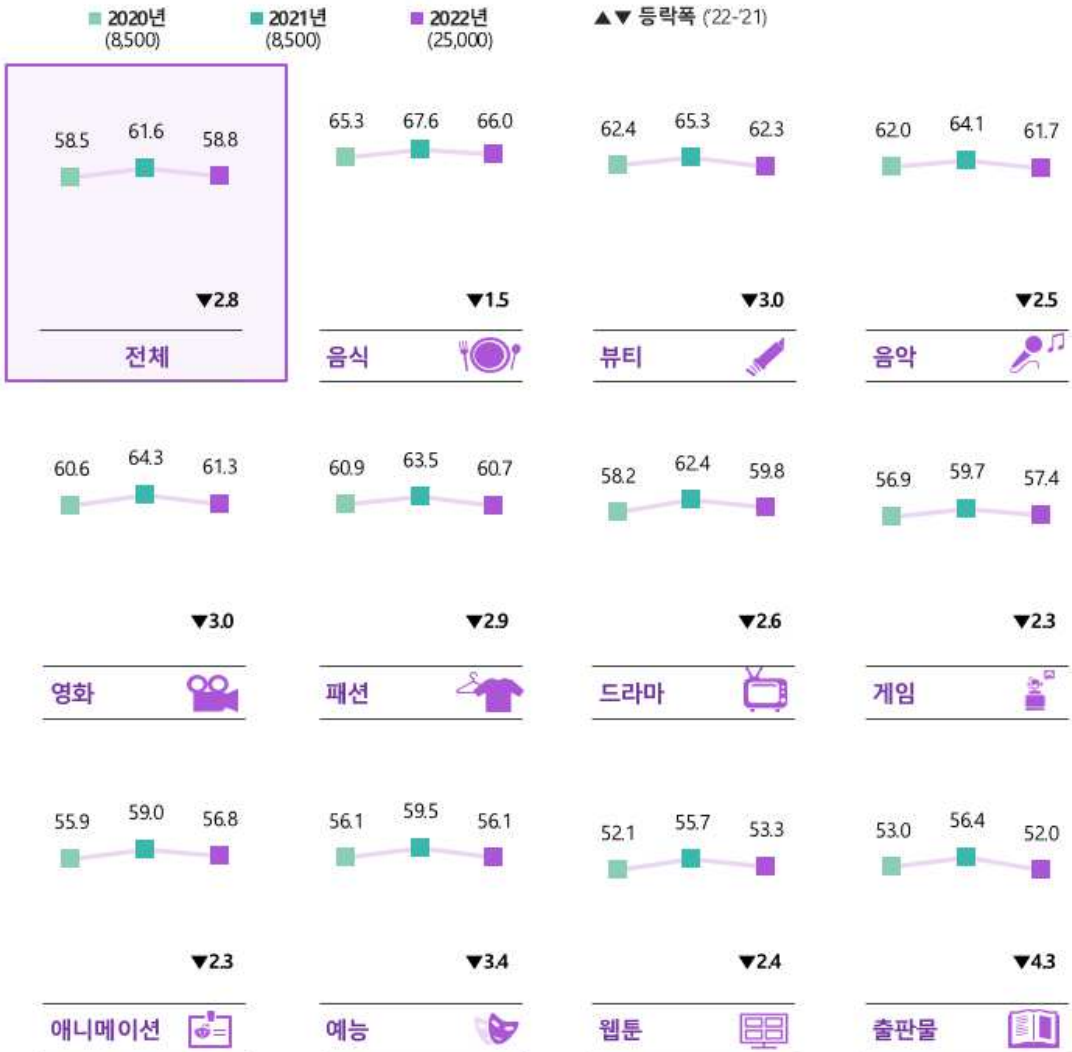 2020년 2021년 2022년 ▲▼ 등락폭 ('22-'21)
(8,500) (8,500) (25,000)
58.5 61.6 58.8
▼2.8
전체
65.3 67.6 66.0
▼1.5
음식
62.4 65.3 62.3
▼3.0
뷰티
62.0 64.1 61.7
▼2.5
음악
60.6 64.3 61.3
▼3.0
영화
60.9 63.5 60.7
▼2.9
패션
58.2 62.4 59.8
▼2.6
드라마
56.9 59.7 57.4
▼2.3
게임
55.9 59.0 56.8
▼2.3
애니메이션
56.1 59.5 56.1
▼3.4
예능
52.1 55.7 53.3
▼2.4
웹툰
53.0 56.4 52.0
▼4.3
출판물